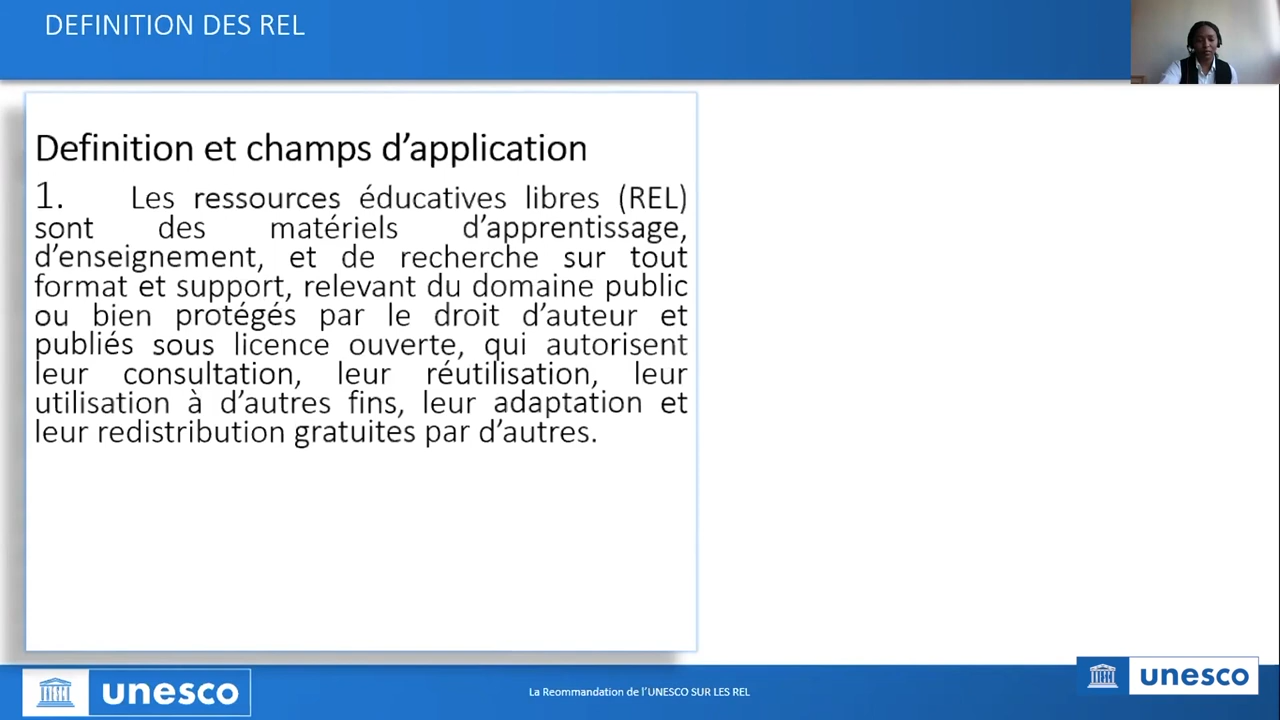 DEFINITION DES REL
Definition et champs d’application
1. Les ressources éducatives libres (REL)
sont des matériels d’apprentissage,
d’enseignement, et de recherche sur tout
format et support, relevant du domaine public
ou bien protégés par le droit d’auteur et
publiés sous licence ouverte, qui autorisent
leur consultation, leur réutilisation, leur
utilisation à d’autres fins, leur adaptation et
leur redistribution gratuites par d’autres.
unesco
La Reommandation de l’UNESCO SUR LES REL
unesco